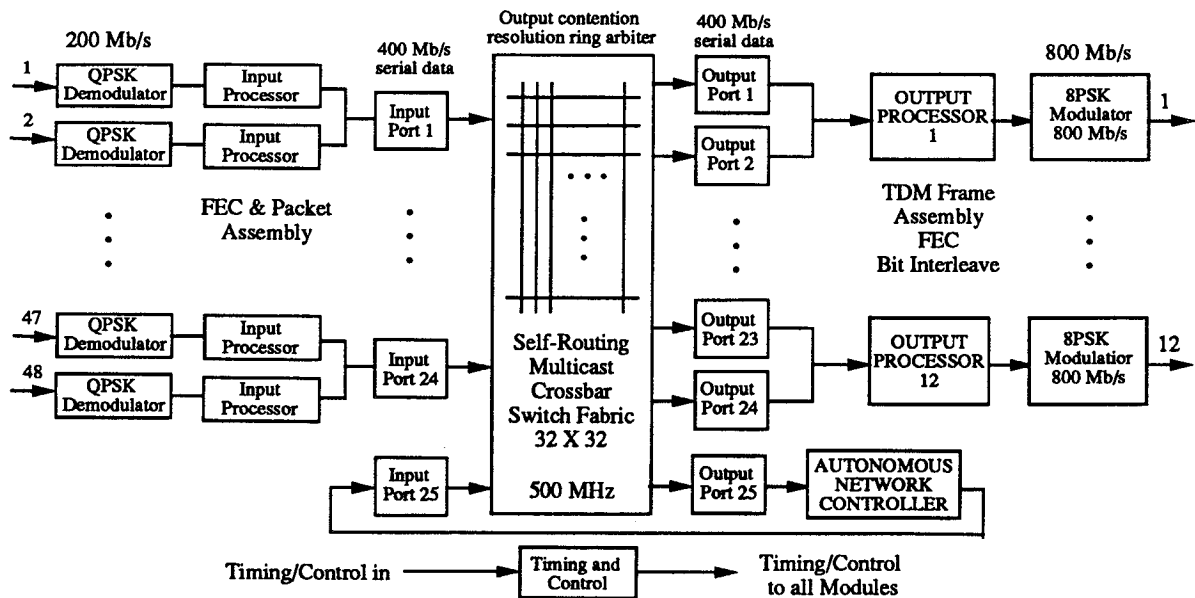 Output contention
resolution ring arbiter
200 Mb/s
400 Mb/s
serial data
400 Mb/s
serial data
800 Mb/s
1
QPSK
Demodulator
Input
Processor
2
QPSK
Demodulator
Input
Processor
Input
Port 1
Output
Port 1
Output
Port 2
OUTPUT
PROCESSOR
1
8PSK
Modulator
800 Mb/s
1
FEC & Packet
Assembly
TDM Frame
Assembly
FEC
Bit Interleave
47
QPSK
Demodulator
Input
Processor
48
QPSK
Demodulator
Input
Processor
Input
Port 24
Self-Routing
Multicast
Crossbar
Switch Fabric
32 X 32
500 MHz
Output
Port 23
Output
Port 24
OUTPUT
PROCESSOR
12
8PSK
Modulatior
800 Mb/s
12
Input
Port 25
Output
Port 25
AUTONOMOUS
NETWORK
CONTROLLER
Timing/Control in
Timing and
Control
Timing/Control
to all Modules